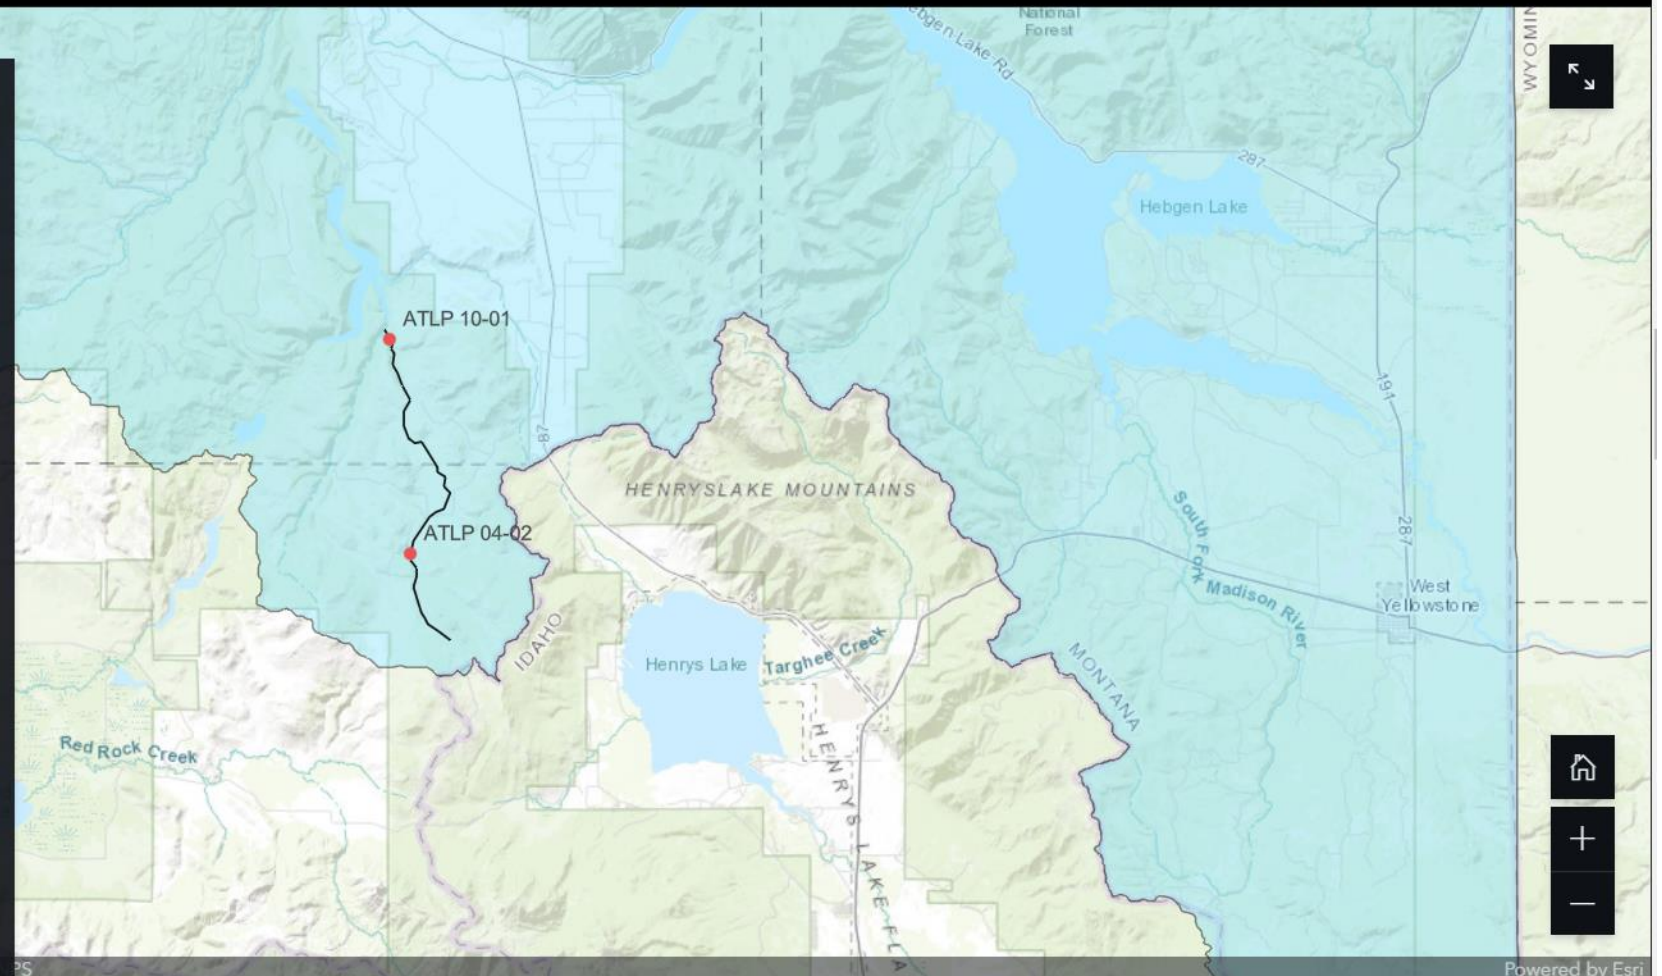 National
Forest
Hebgen Lake Rd
WYOMIN
287
Hebgen Lake
ATLP 10-01
191
87
HENRYSLAKE MOUNTAINS
South Fork
Madison River
ATLP 04-02
287
West
Yellowstone
IDAHO
Henrys Lake
Targhee Creek
MONTANA
Red Rock Creek
HENRYS LAKE FLA
PS
Powered by Esri